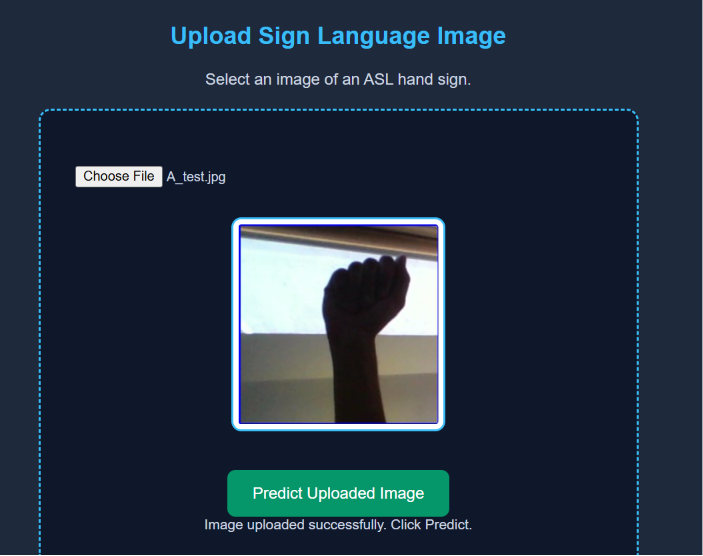 Upload Sign Language Image
Select an image of an ASL hand sign.
Choose File A_test.jpg
Predict Uploaded Image
Image uploaded successfully. Click Predict.